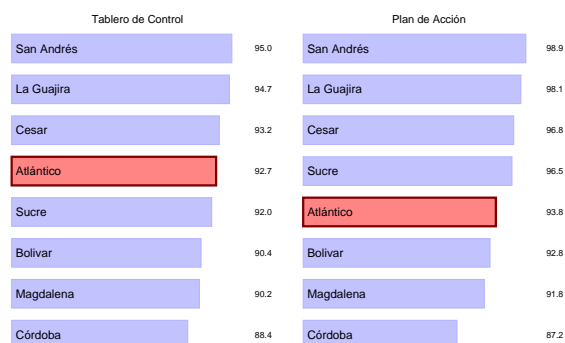 Tablero de Control
San Andrés 95.0
La Guajira 94.7
Cesar 93.2
Atlántico 92.7
Sucre 92.0
Bolivar 90.4
Magdalena 90.2
Córdoba 88.4
Plan de Acción
San Andrés 98.9
La Guajira 98.1
Cesar 96.8
Sucre 96.5
Atlántico 93.8
Bolivar 92.8
Magdalena 91.8
Córdoba 87.2